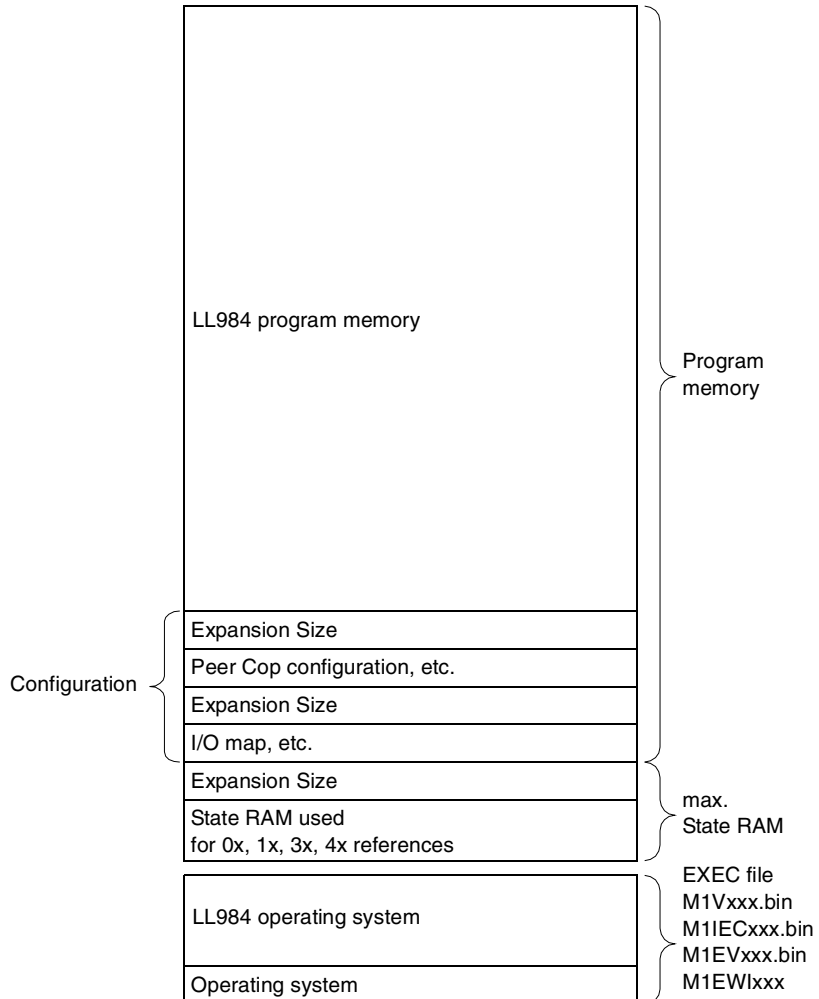 LL984 program memory
Program
memory
Configuration
Expansion Size
Peer Cop configuration, etc.
Expansion Size
I/O map, etc.
Expansion Size
State RAM used
for 0x, 1x, 3x, 4x references
max.
State RAM
LL984 operating system
Operating system
EXEC file
M1Vxxx.bin
M1IECxxx.bin
M1EVxxx.bin
M1EWIxxx